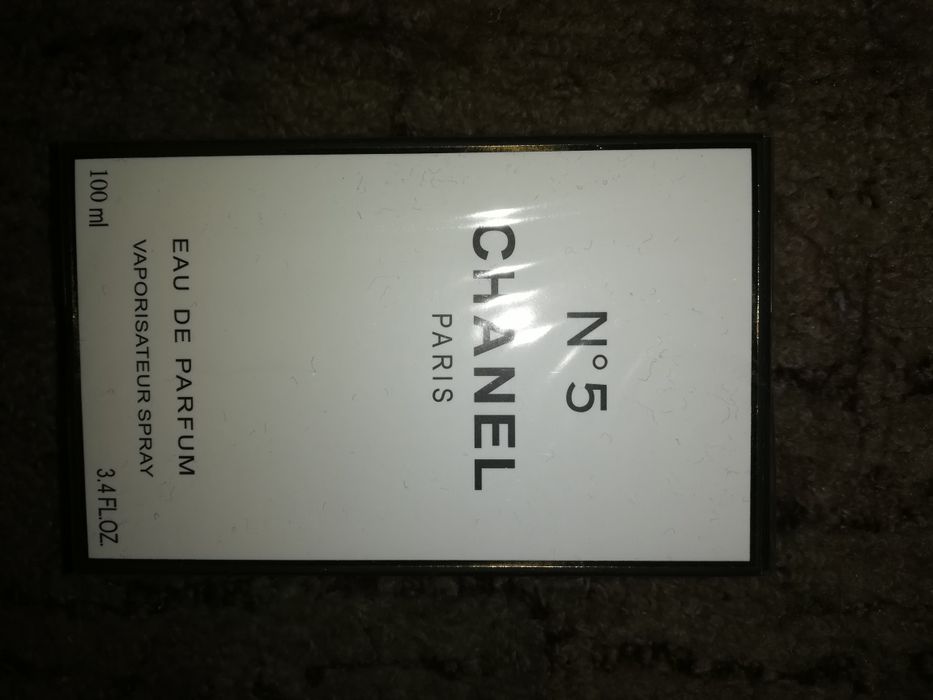 N°5
CHANEL
PARIS
EAU DE PARFUM
VAPORISATEUR SPRAY
100 ml
3.4 FL.OZ.